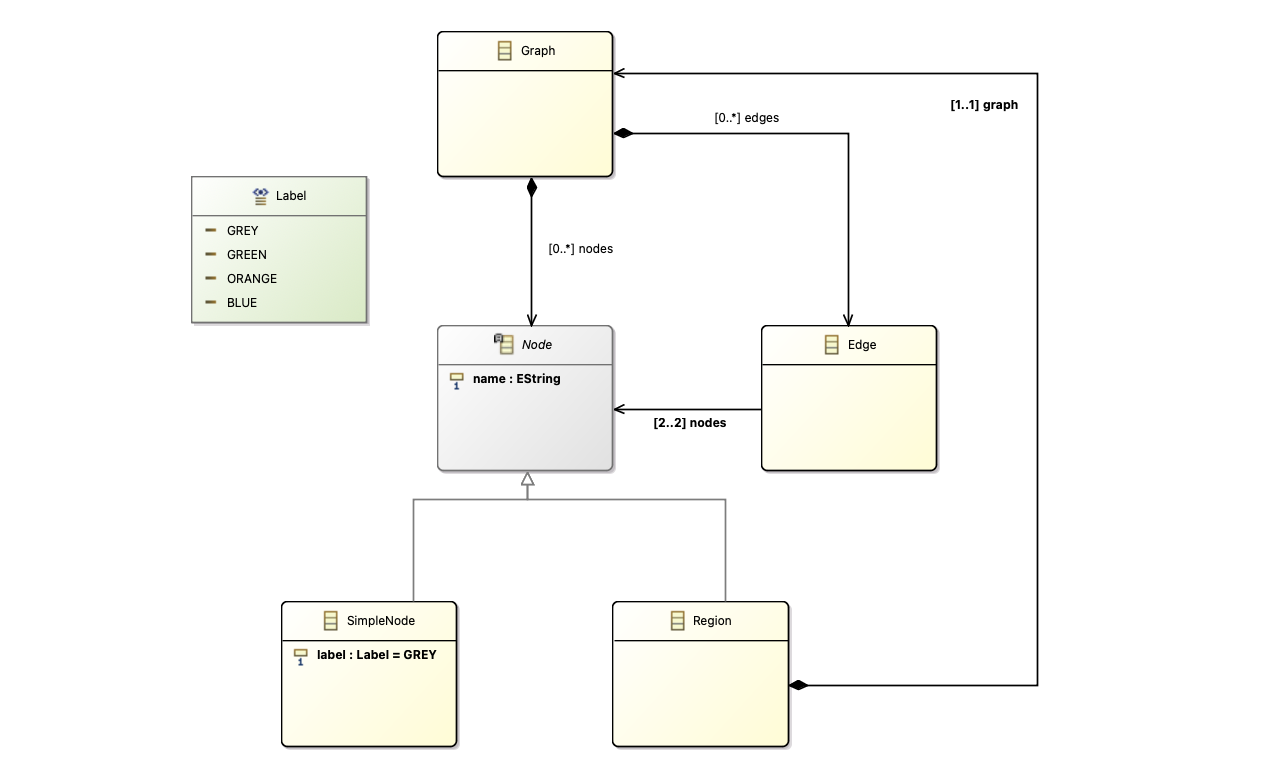 Graph
[1..1] graph
[0..*] edges
Label
GREY
GREEN
ORANGE
BLUE
[0..*] nodes
Node
name : EString
Edge
[2..2] nodes
SimpleNode
label : Label = GREY
Region